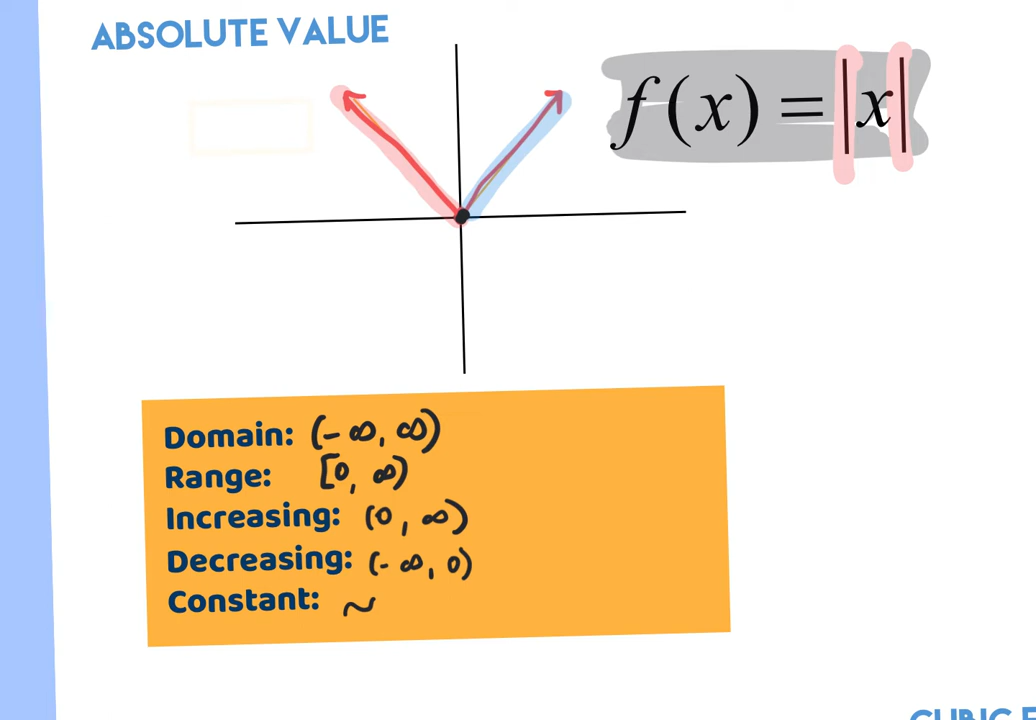 ABSOLUTE VALUE
f(x) = |x|
Domain: (-∞, ∞)
Range: [0, ∞)
Increasing: (0, ∞)
Decreasing: (-∞, 0)
Constant: ~